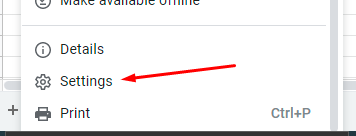 Make available offline
Details
Settings
Print Ctrl+P